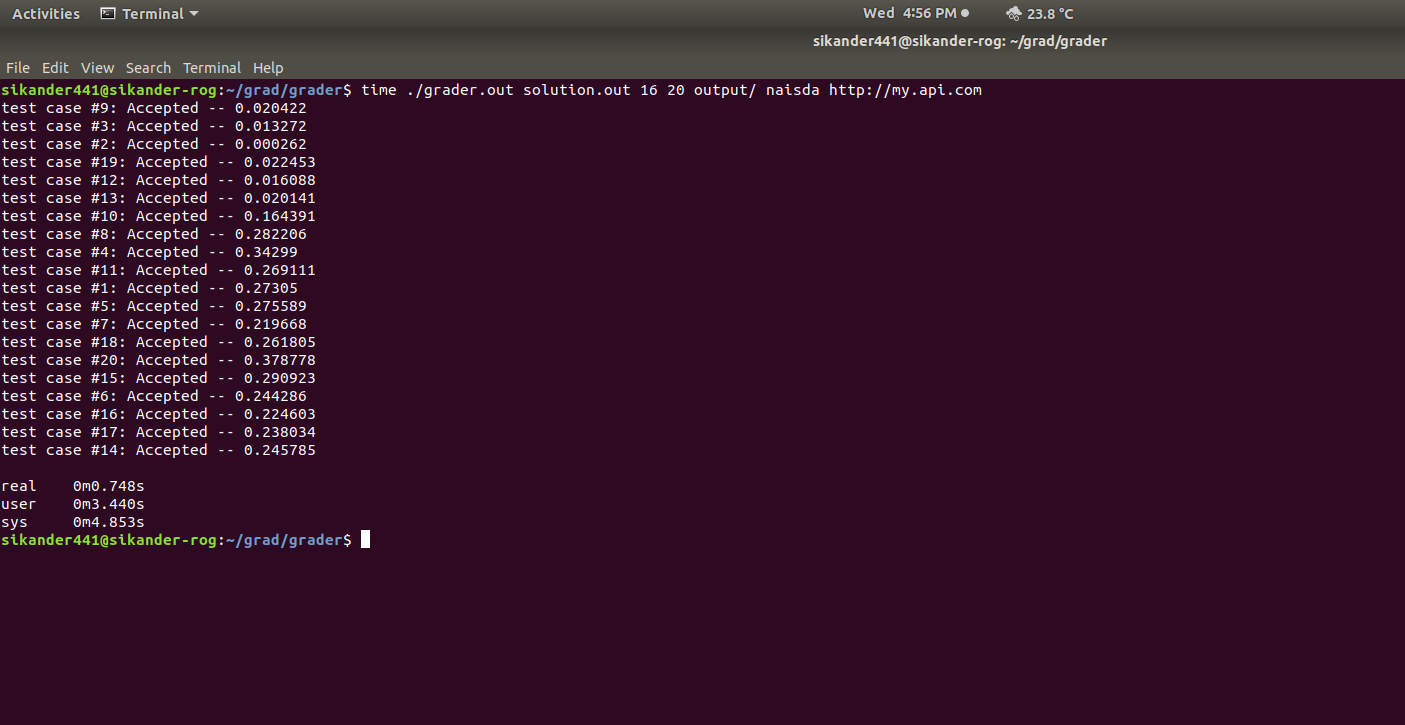 Activities Terminal Wed 4:56 PM 23.8 °C
sikander441@sikander-rog: ~/grad/grader
File Edit View Search Terminal Help
sikander441@sikander-rog:~/grad/grader$ time ./grader.out solution.out 16 20 output/ naisda http://my.api.com
test case #9: Accepted -- 0.020422
test case #3: Accepted -- 0.013272
test case #2: Accepted -- 0.000262
test case #19: Accepted -- 0.022453
test case #12: Accepted -- 0.016088
test case #13: Accepted -- 0.020141
test case #10: Accepted -- 0.164391
test case #8: Accepted -- 0.282206
test case #4: Accepted -- 0.34299
test case #11: Accepted -- 0.269111
test case #1: Accepted -- 0.27305
test case #5: Accepted -- 0.275589
test case #7: Accepted -- 0.219668
test case #18: Accepted -- 0.261805
test case #20: Accepted -- 0.378778
test case #15: Accepted -- 0.290923
test case #6: Accepted -- 0.244286
test case #16: Accepted -- 0.224603
test case #17: Accepted -- 0.238034
test case #14: Accepted -- 0.245785
real 0m0.748s
user 0m3.440s
sys 0m4.853s
sikander441@sikander-rog:~/grad/grader$